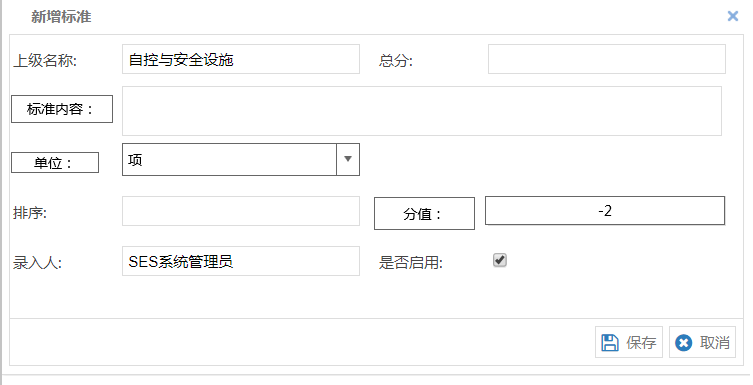 新增标准
上级名称: 自控与安全设施 总分:
标准内容：
单位： 项
排序: 分值： -2
录入人: SES系统管理员 是否启用:
保存 取消